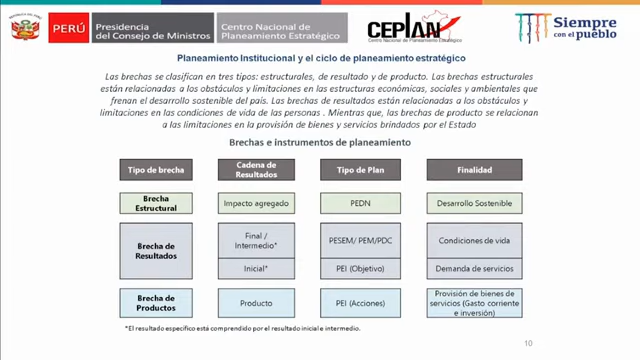 PERÚ
Presidencia
del Consejo de Ministros
Centro Nacional de
Planeamiento Estratégico
CEPLAN
Centro Nacional de Planeamiento Estratégico
Siempre
con el pueblo
Planeamiento Institucional y el ciclo de planeamiento estratégico
Las brechas se clasifican en tres tipos: estructurales, de resultado y de producto. Las brechas estructurales
están relacionadas a los obstáculos y limitaciones en las estructuras económicas, sociales y ambientales que
frenan el desarrollo sostenible del país. Las brechas de resultados están relacionadas a los obstáculos y
limitaciones en las condiciones de vida de las personas . Mientras que, las brechas de producto se relacionan
a las limitaciones en la provisión de bienes y servicios brindados por el Estado
Brechas e instrumentos de planeamiento
Tipo de brecha
Cadena de
Resultados
Tipo de Plan
Finalidad
Brecha
Estructural
Impacto agregado
PEDN
Desarrollo Sostenible
Brecha de
Resultados
Final /
Intermedio*
PESEM/ PEM/PDC
Condiciones de vida
Inicial*
PEI (Objetivo)
Demanda de servicios
Brecha de
Productos
Producto
PEI (Acciones)
Provisión de bienes de
servicios (Gasto corriente
e inversión)
*El resultado especifico está comprendido por el resultado inicial e intermedio.
10